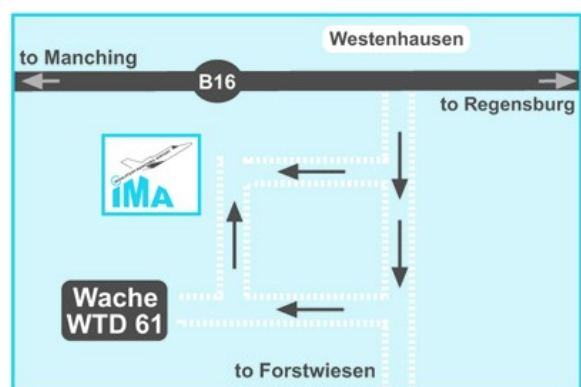 Westenhausen
to Manching
B16
to Regensburg
IMA
Wache
WTD 61
to Forstwiesen